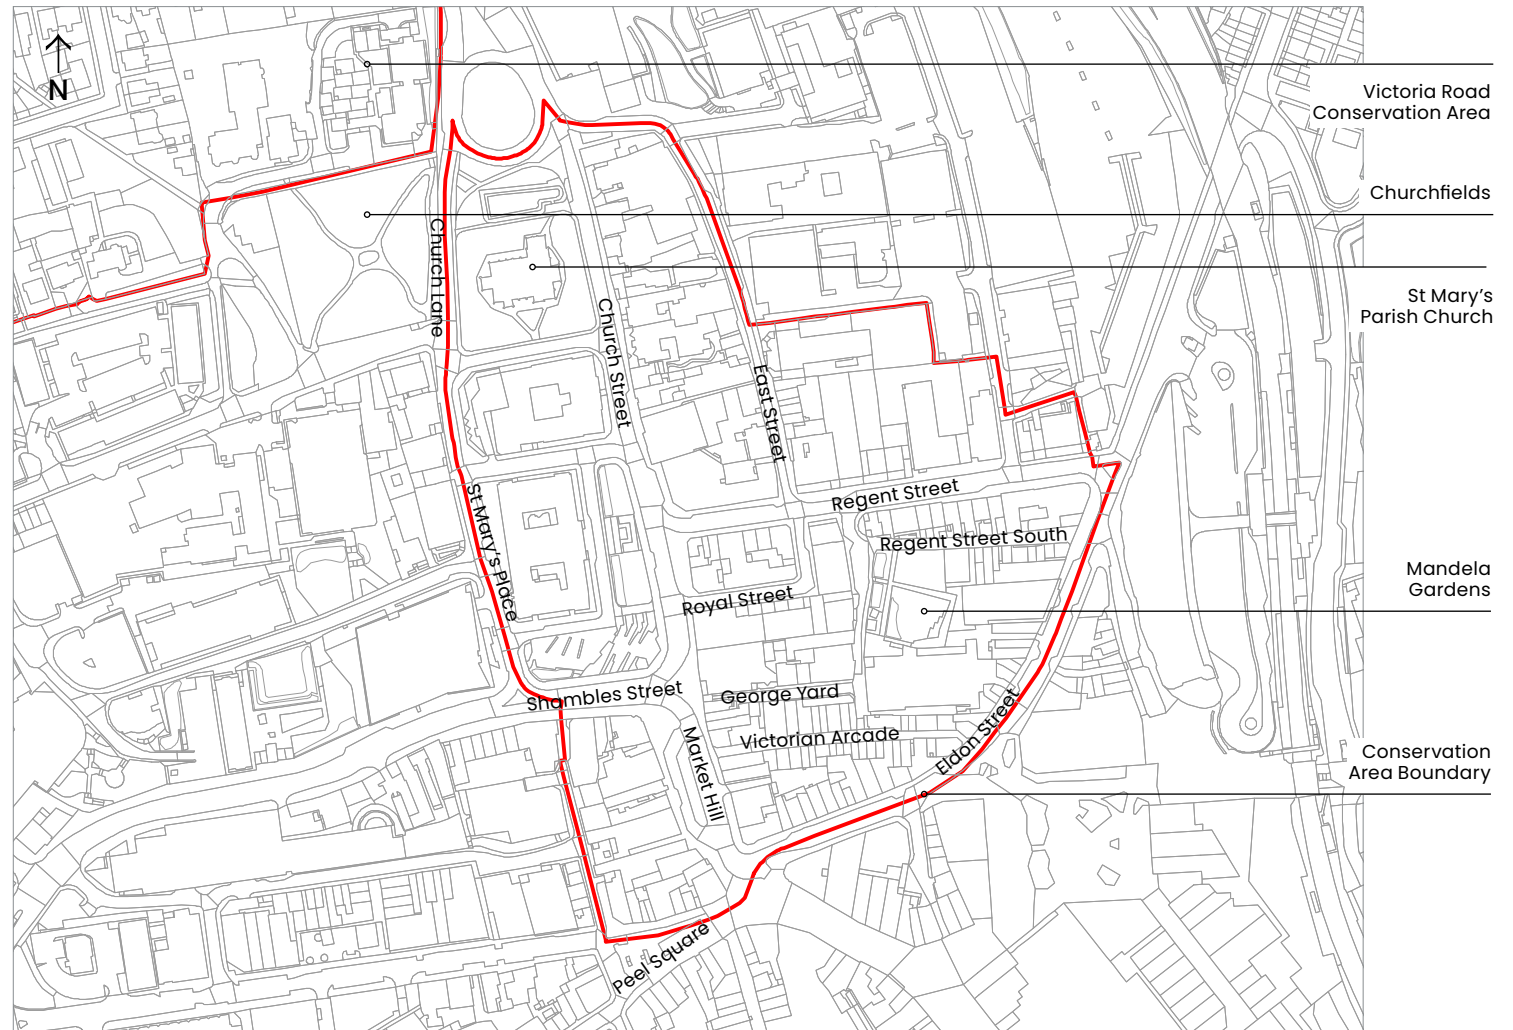 N
Victoria Road
Conservation Area
Churchfields
Church Lane
St Mary's
Parish Church
Church Street
East Street
Regent Street
St Mary's Place
Regent Street South
Mandela
Gardens
Royal Street
Shambles Street
George Yard
Victorian Arcade
Market Hill
Eldon Street
Conservation
Area Boundary
Peel Square